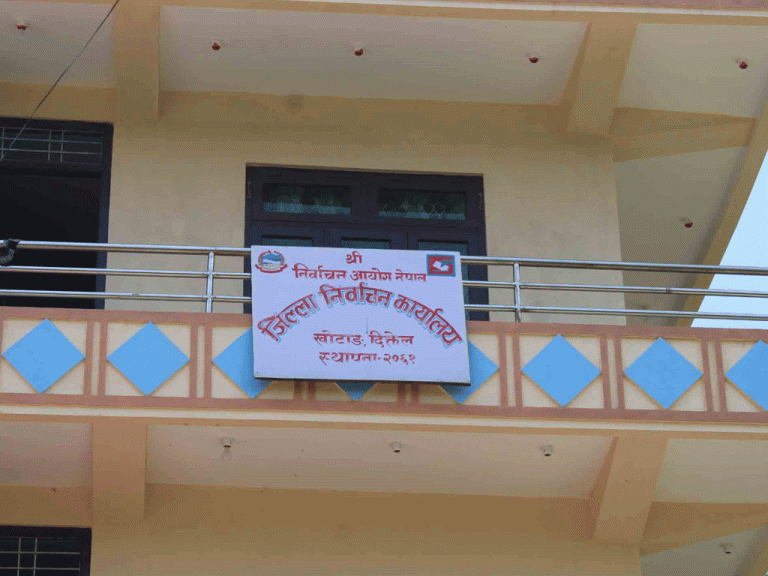 श्री
निर्वाचन आयोग नेपाल
जिल्ला निर्वाचन कार्यालय
खोटाङ, दिक्तेल
स्थापना-२०६१